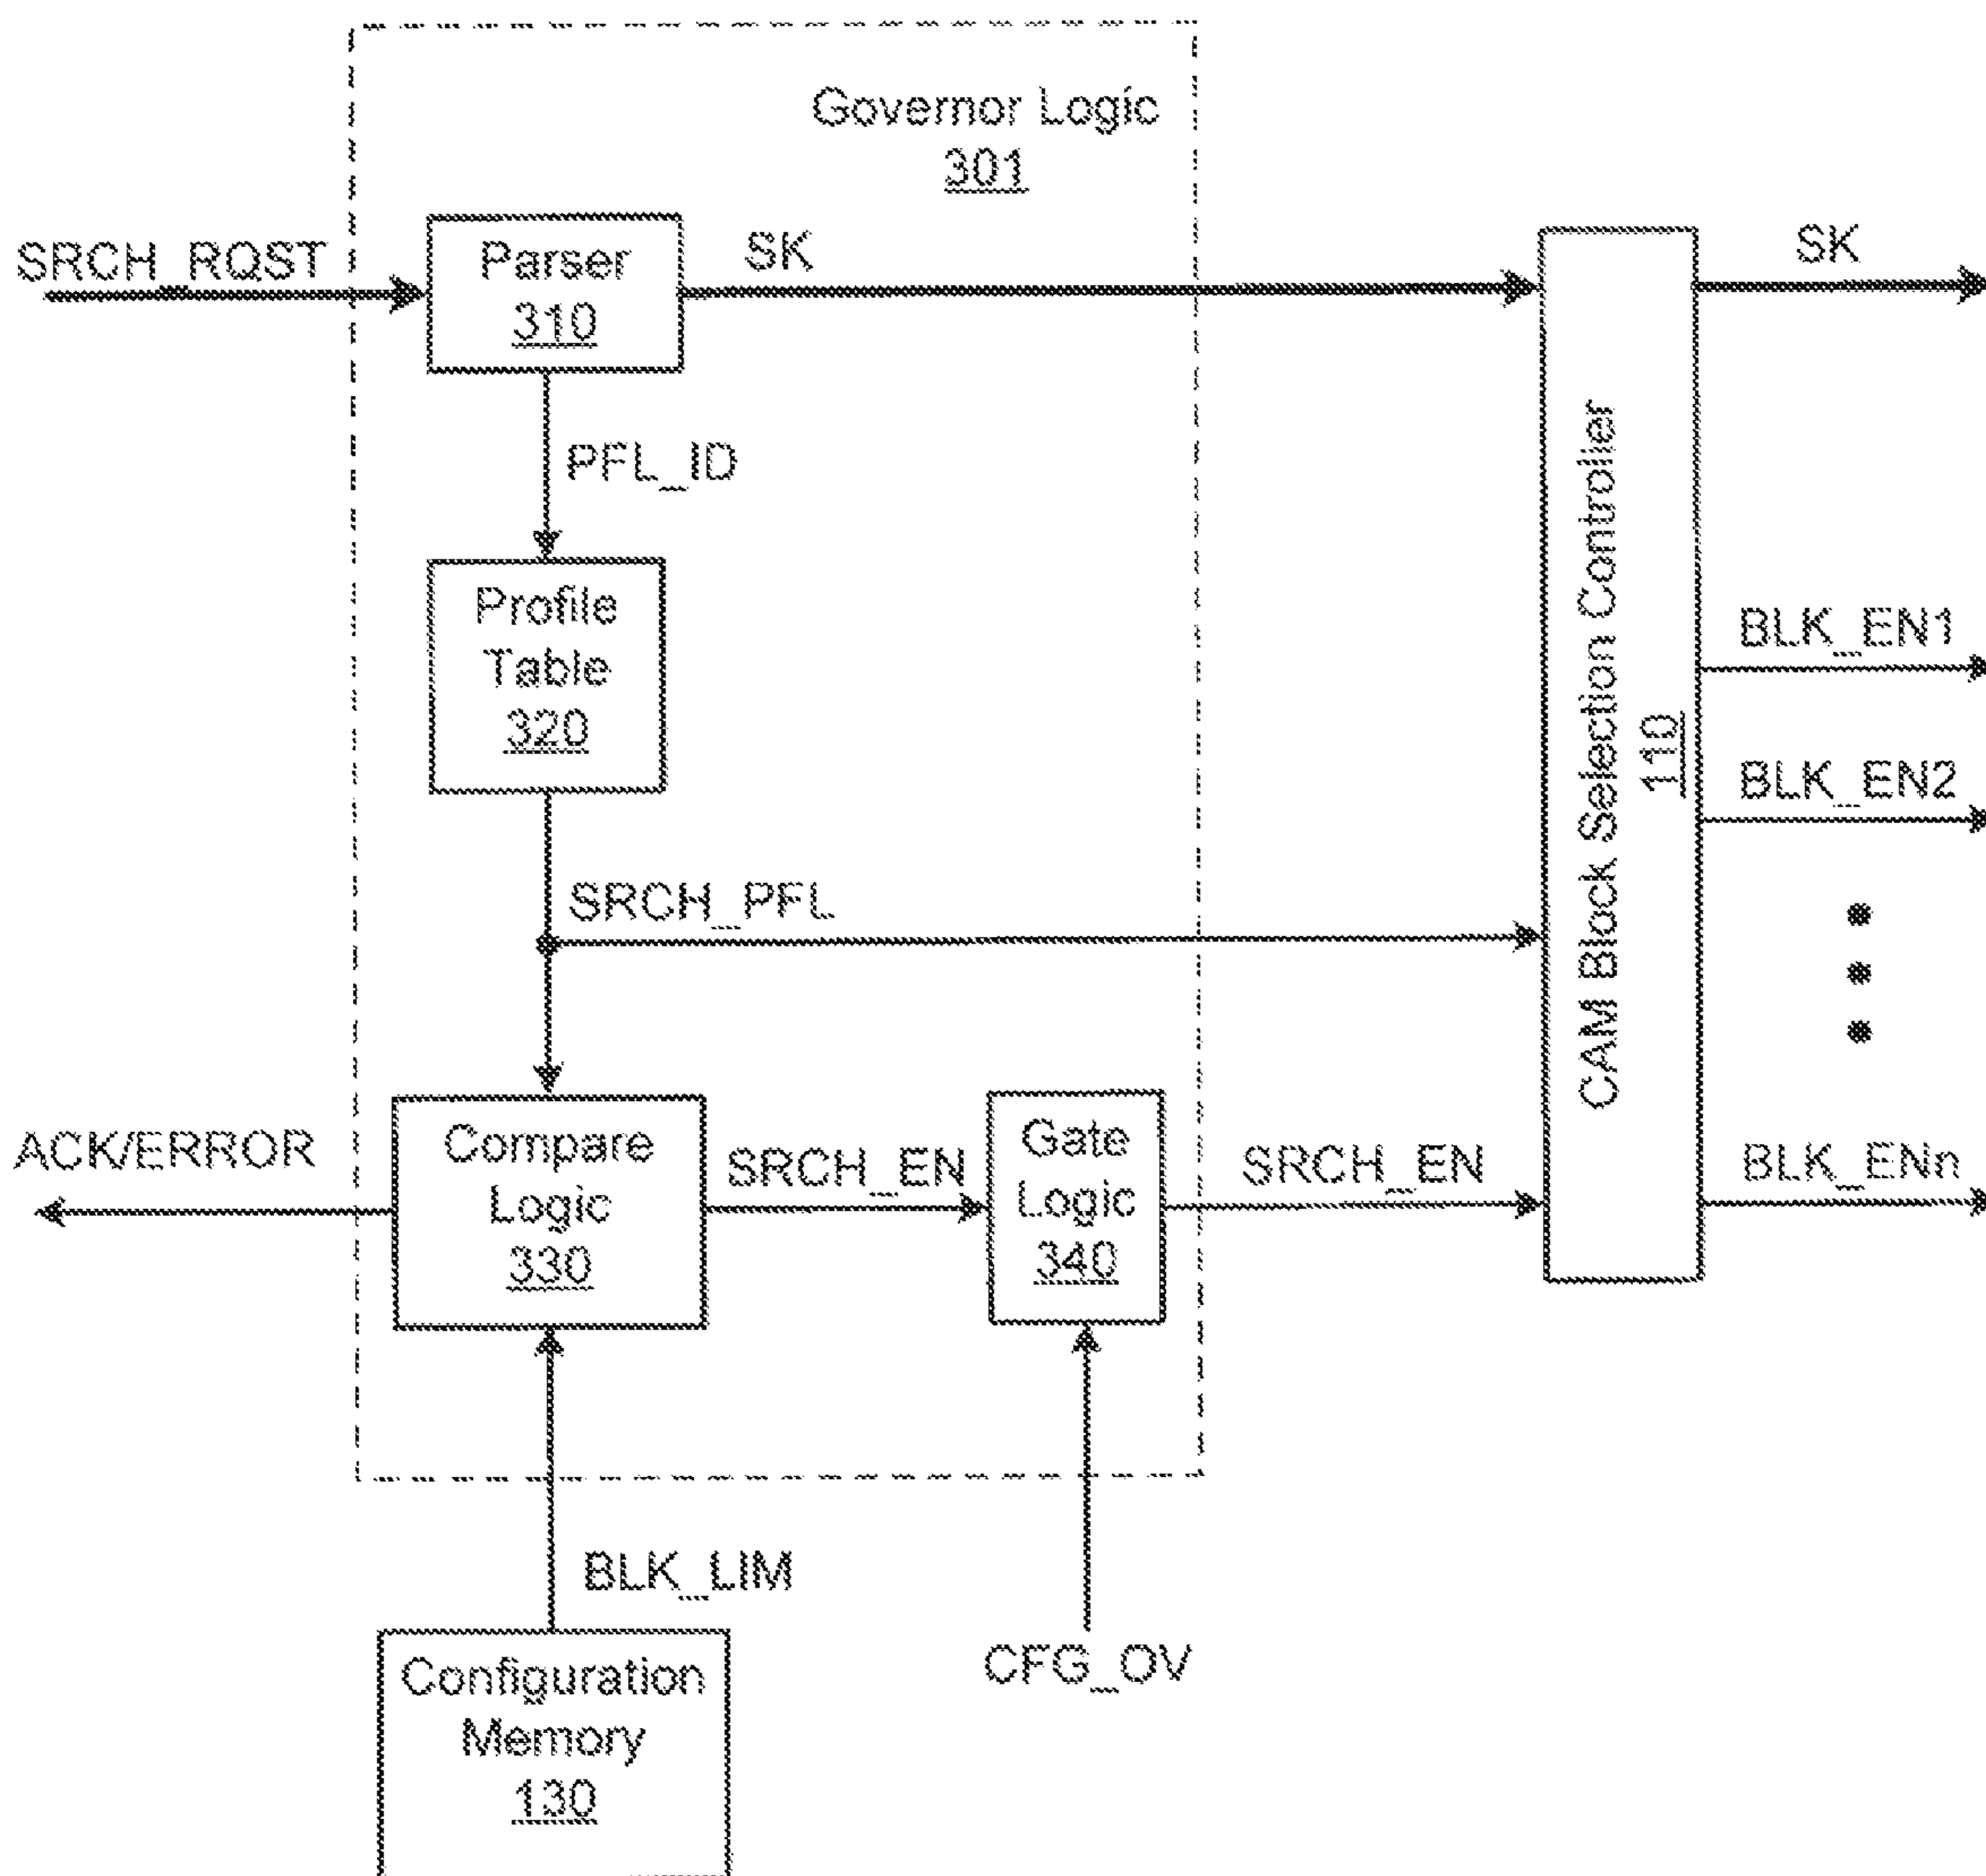 Governor Logic
301
SRCH_RQST
Parser
310
SK
SK
PFL_ID
Profile
Table
320
CAM Block Selection Controller
110
BLK_EN1
BLK_EN2
SRCH_PFL
ACK/ERROR
Compare
Logic
330
SRCH_EN
Gate
Logic
340
SRCH_EN
BLK_ENn
BLK_LIM
CFG_OV
Configuration
Memory
130